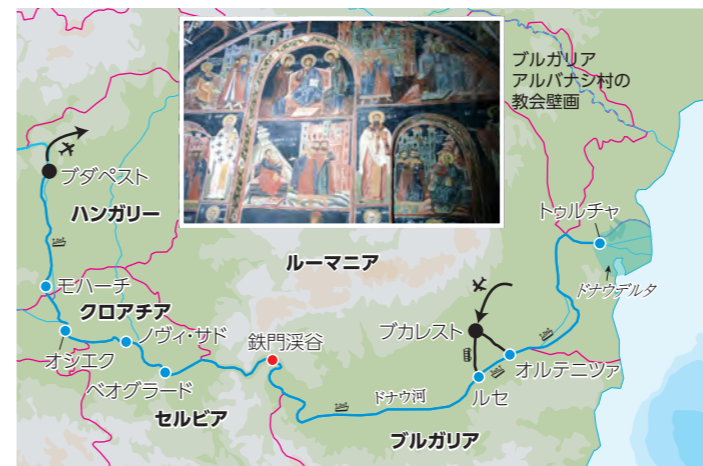 ブルガリア
アルバナシ村の
教会壁画
ブダペスト
ハンガリー
トゥルチャ
ルーマニア
ドナウデルタ
モハーチ
クロアチア
ブカレスト
ノヴィ・サド
鉄門渓谷
オシエク
オルテニツァ
ベオグラード
ドナウ河
ルセ
セルビア
ブルガリア